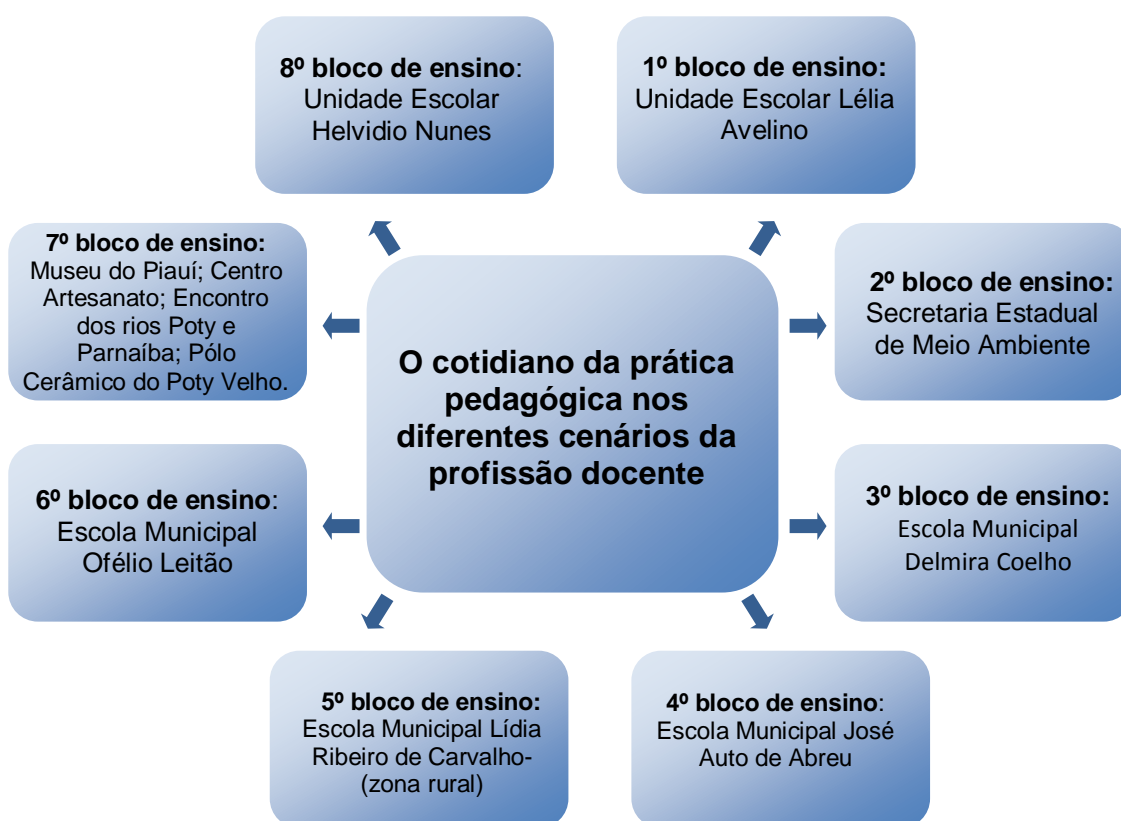 8º bloco de ensino:
Unidade Escolar
Helvidio Nunes
1º bloco de ensino:
Unidade Escolar Lélia
Avelino
7º bloco de ensino:
Museu do Piauí; Centro
Artesanato; Encontro
dos rios Poty e
Parnaíba; Pólo
Cerâmico do Poty Velho.
2º bloco de ensino:
Secretaria Estadual
de Meio Ambiente
O cotidiano da prática
pedagógica nos
diferentes cenários da
profissão docente
6º bloco de ensino:
Escola Municipal
Ofélio Leitão
3º bloco de ensino:
Escola Municipal
Delmira Coelho
5º bloco de ensino:
Escola Municipal Lídia
Ribeiro de Carvalho-
(zona rural)
4º bloco de ensino:
Escola Municipal José
Auto de Abreu